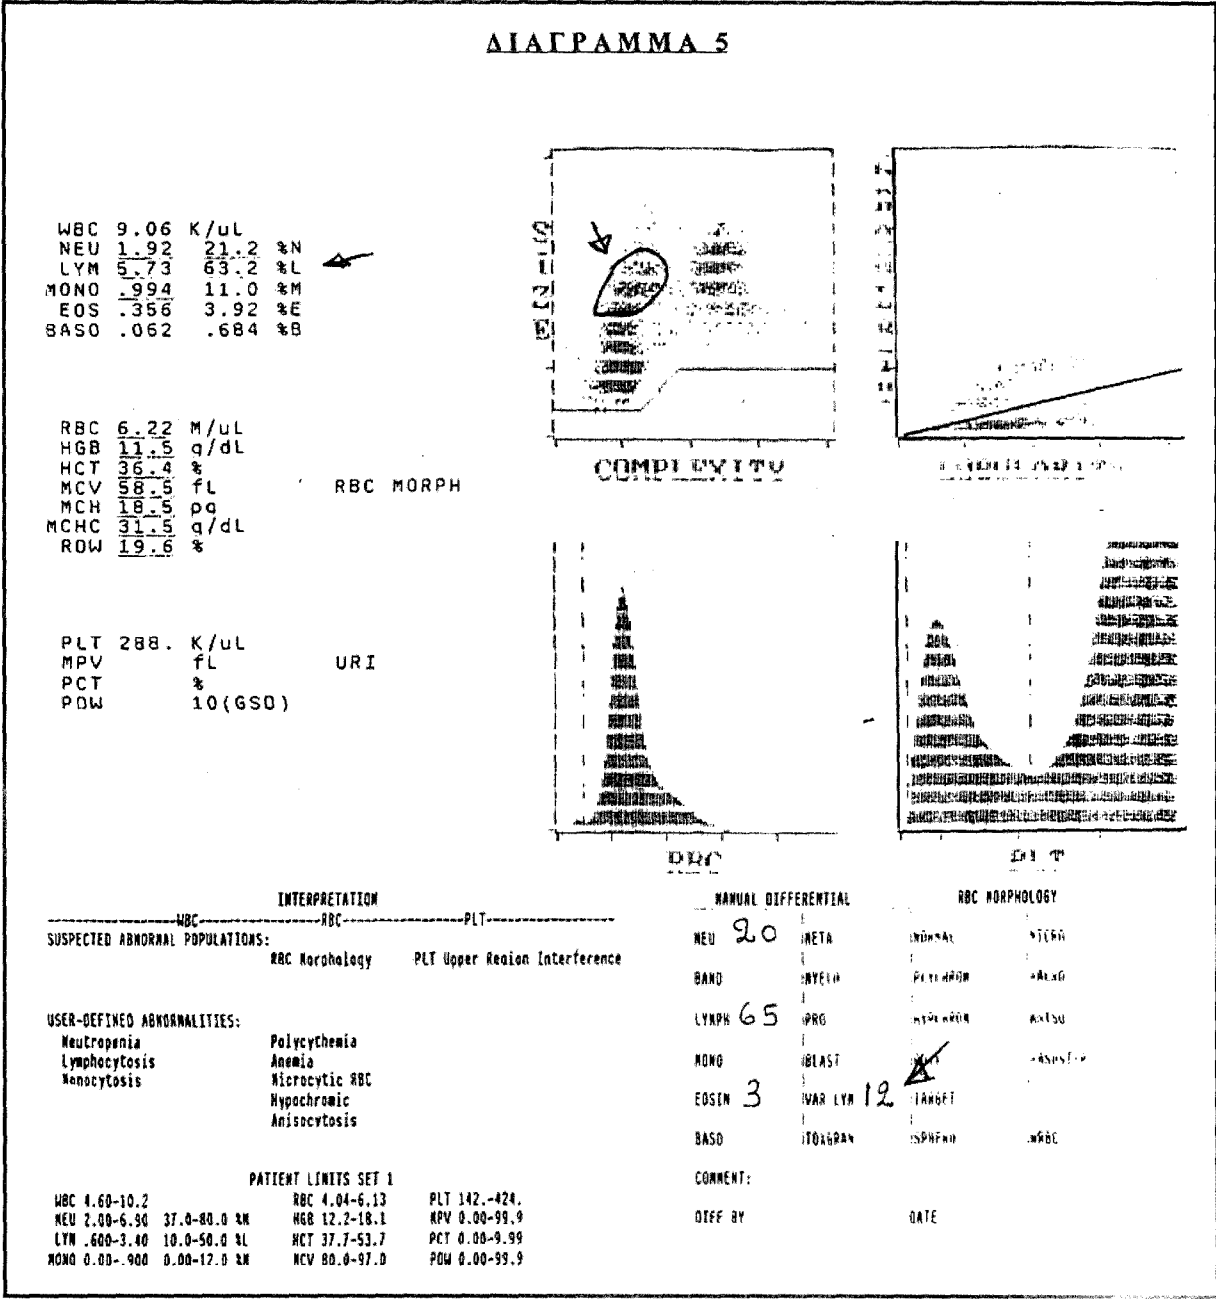 ΔΙΑΓΡΑΜΜΑ 5
WBC 9.06 K/uL
NEU 1.92 21.2 %N
LYM 5.73 63.2 %L
MONO .994 11.0 %M
EOS .356 3.92 %E
BASO .062 .684 %B
COMPLEXITY
RBC 6.22 M/uL
HGB 11.5 g/dL
HCT 36.4 %
MCV 58.5 fL RBC MORPH
MCH 18.5 pg
MCHC 31.5 g/dL
RDW 19.6 %
PLT 288. K/uL
MPV fL URI
PCT %
PDW 10(GSD)
RBC PLT
INTERPRETATION
WBC RBC PLT
SUSPECTED ABNORMAL POPULATIONS:
RBC Morphology PLT Upper Region Interference
USER-DEFINED ABNORMALITIES:
Neutropenia Polycythemia
Lymphocytosis Anemia
Monocytosis Microcytic RBC
Hypochromic
Anisocytosis
PATIENT LIMITS SET 1
WBC 4.60-10.2 RBC 4.04-6.13 PLT 142.-424.
NEU 2.00-6.90 37.0-80.0 %N HGB 12.2-18.1 MPV 0.00-99.9
LYM .600-3.40 10.0-50.0 %L HCT 37.7-53.7 PCT 0.00-9.99
MONO 0.00-.900 0.00-12.0 %M MCV 80.0-97.0 PDW 0.00-99.9
MANUAL DIFFERENTIAL RBC MORPHOLOGY
NEU 20 META NORMAL MICRO
BAND MYELO POLYCHROM MACRO
LYMPH 65 PRO HYPOCHROM ANISO
MONO BLAST
EOSIN 3 VAR LYM 12 TARGET
BASO TOXGRAN SPHERO NRBC
COMMENT:
DIFF BY DATE